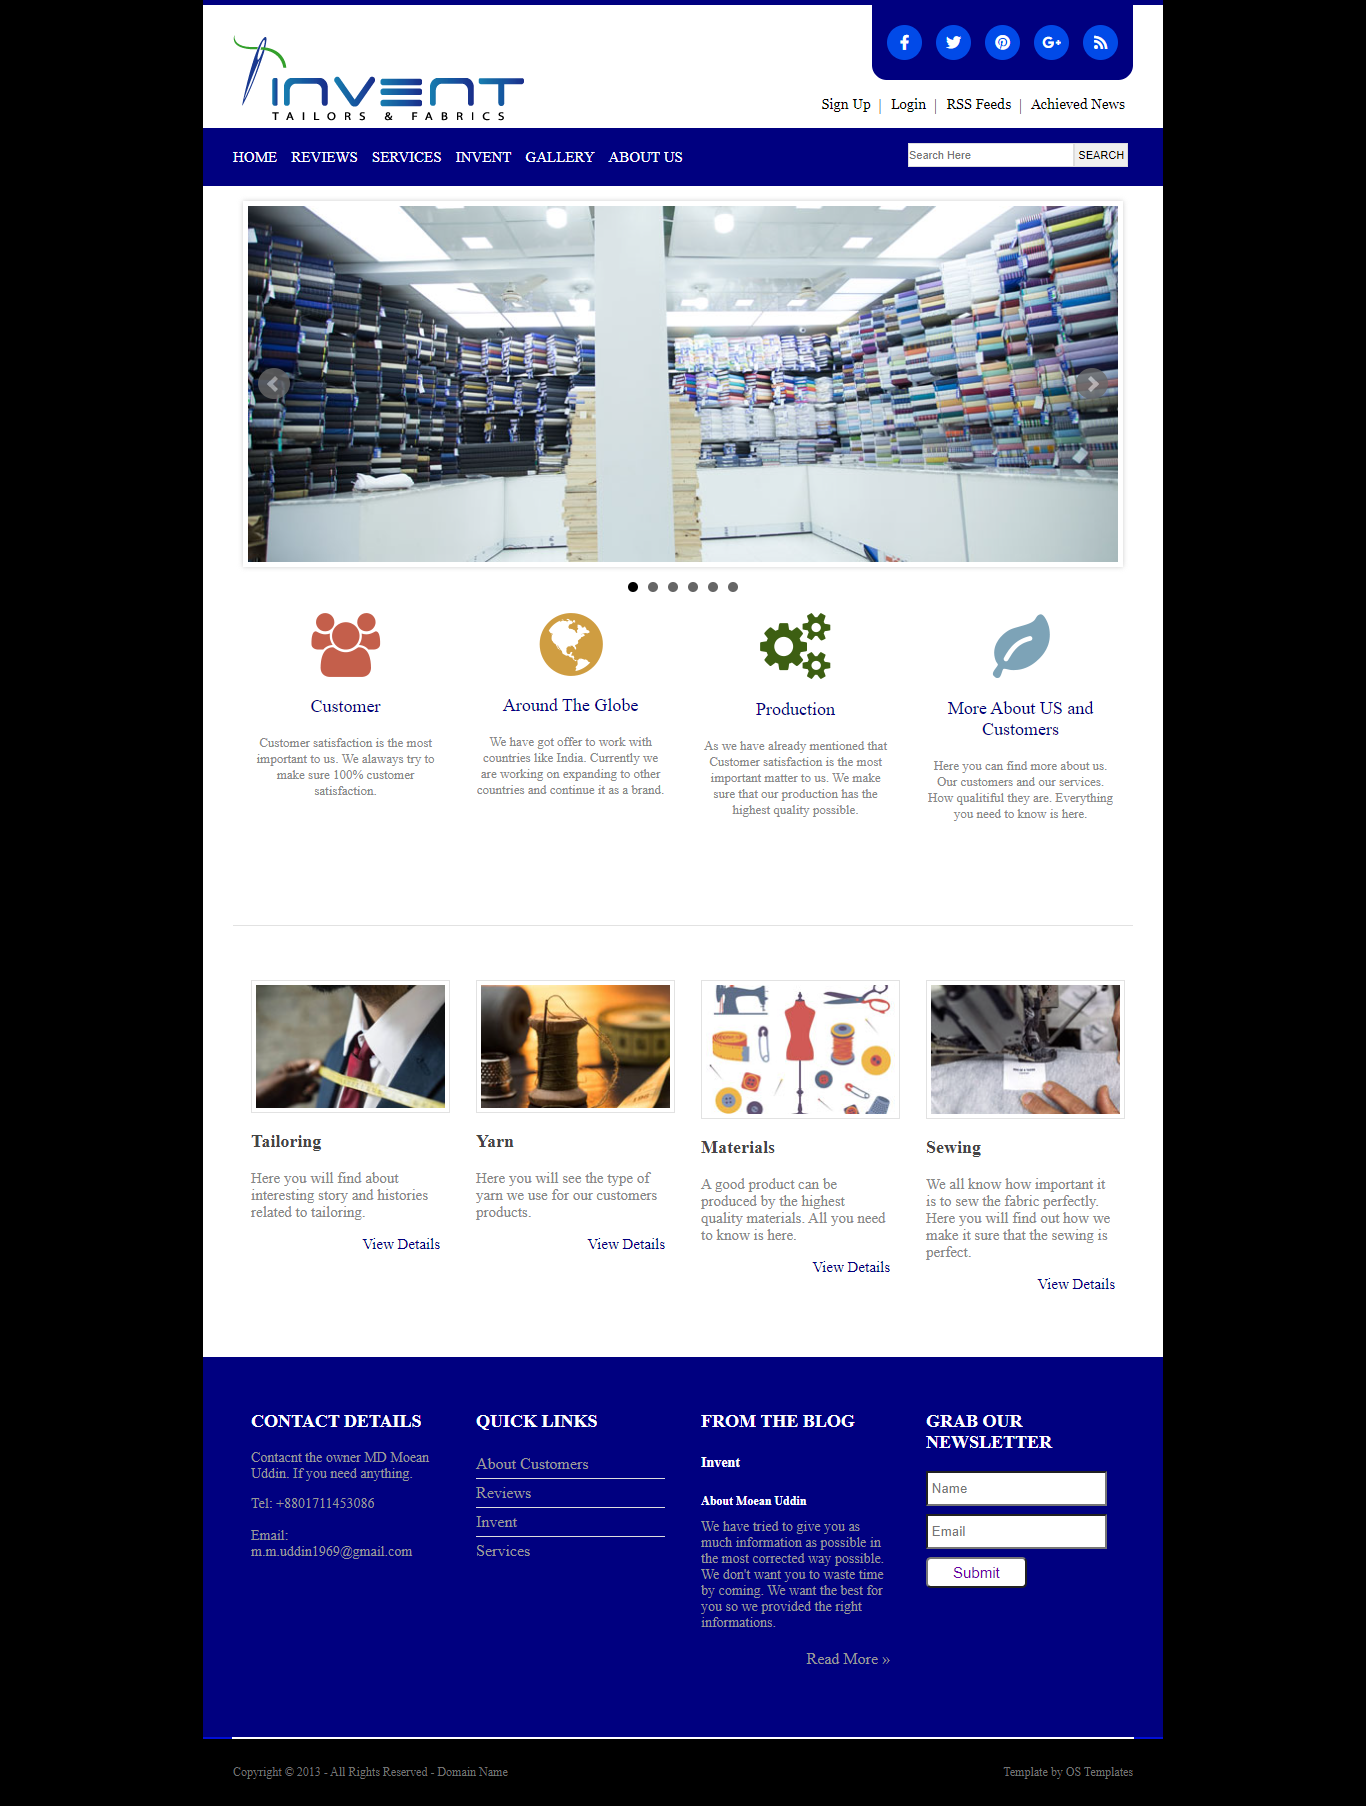 INVENT
TAILORS & FABRICS
Sign Up | Login | RSS Feeds | Achieved News
HOME REVIEWS SERVICES INVENT GALLERY ABOUT US
Search Here SEARCH
Customer
Customer satisfaction is the most
important to us. We alaways try to
make sure 100% customer
satisfaction.
Around The Globe
We have got offer to work with
countries like India. Currently we
are working on expanding to other
countries and continue it as a brand.
Production
As we have already mentioned that
Customer satisfaction is the most
important matter to us. We make
sure that our production has the
highest quality possible.
More About US and
Customers
Here you can find more about us.
Our customers and our services.
How qualitiful they are. Everything
you need to know is here.
Tailoring
Here you will find about
interesting story and histories
related to tailoring.
View Details
Yarn
Here you will see the type of
yarn we use for our customers
products.
View Details
Materials
A good product can be
produced by the highest
quality materials. All you need
to know is here.
View Details
Sewing
We all know how important it
is to sew the fabric perfectly.
Here you will find out how we
make it sure that the sewing is
perfect.
View Details
CONTACT DETAILS
Contacnt the owner MD Moean
Uddin. If you need anything.
Tel: +8801711453086
Email:
m.m.uddin1969@gmail.com
QUICK LINKS
About Customers
Reviews
Invent
Services
FROM THE BLOG
Invent
About Moean Uddin
We have tried to give you as
much information as possible in
the most corrected way possible.
We don't want you to waste time
by coming. We want the best for
you so we provided the right
informations.
Read More »
GRAB OUR
NEWSLETTER
Name
Email
Submit
Copyright © 2013 - All Rights Reserved - Domain Name
Template by OS Templates